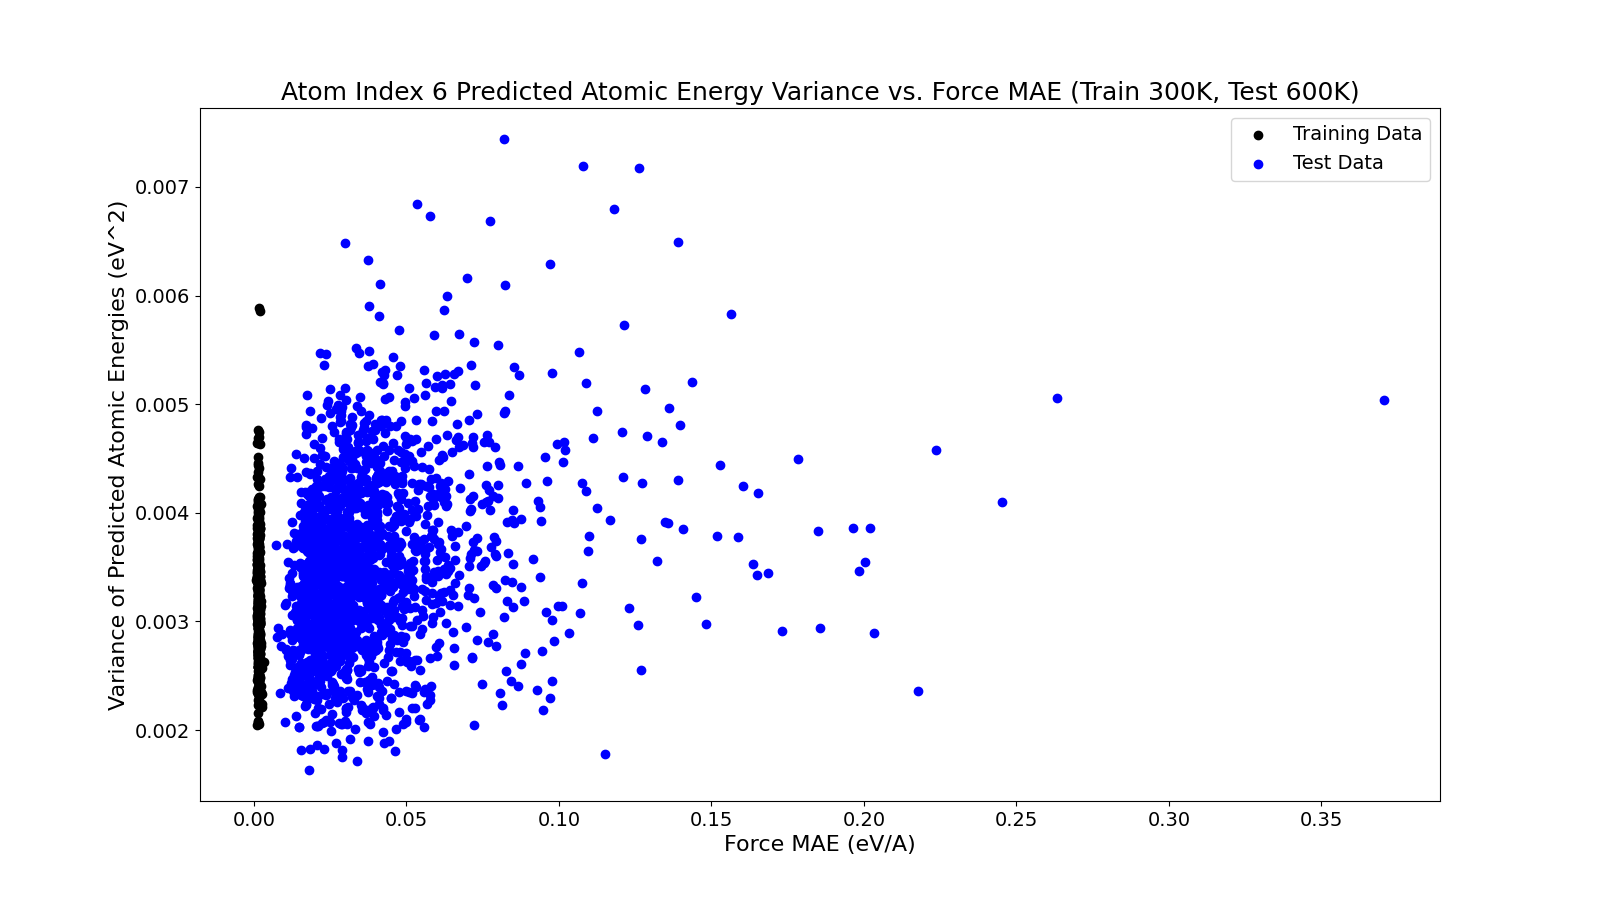 Atom Index 6 Predicted Atomic Energy Variance vs. Force MAE (Train 300K, Test 600K)
Training Data
Test Data
Variance of Predicted Atomic Energies (eV^2)
0.007
0.006
0.005
0.004
0.003
0.002
0.00 0.05 0.10 0.15 0.20 0.25 0.30 0.35
Force MAE (eV/A)